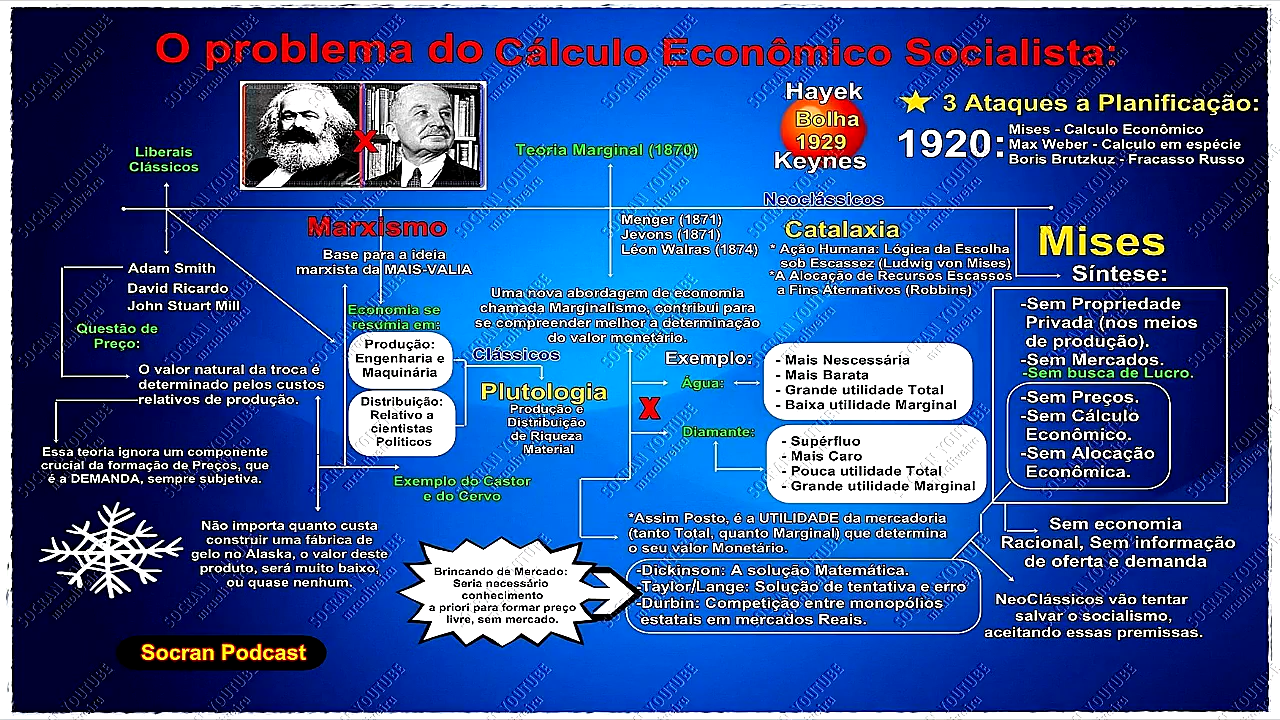 O problema do Cálculo Econômico Socialista:
Hayek
Bolha
1929
Keynes
3 Ataques a Planificação:
1920:
Mises - Calculo Econômico
Max Weber - Calculo em espécie
Boris Brutzkuz - Fracasso Russo
Liberais
Clássicos
X
Teoria Marginal (1870)
Neoclássicos
Marxismo
Base para a ideia
marxista da MAIS-VALIA
Menger (1871)
Jevons (1871)
Léon Walras (1874)
Catalaxia
* Ação Humana: Lógica da Escolha
sob Escassez (Ludwig von Mises)
*A Alocação de Recursos Escassos
a Fins Aternativos (Robbins)
Mises
Síntese:
Adam Smith
David Ricardo
John Stuart Mill
Questão de
Preço:
O valor natural da troca é
determinado pelos custos
relativos de produção.
Essa teoria ignora um componente
crucial da formação de Preços, que
é a DEMANDA, sempre subjetiva.
Economia se
resumia em:
Produção:
Engenharia e
Maquinária
Distribuição:
Relativo a
cientistas
Políticos
Clássicos
Plutologia
Produção e
Distribuição
de Riqueza
Material
Exemplo do Castor
e do Cervo
Uma nova abordagem de economia
chamada Marginalismo, contribui para
se compreender melhor a determinação
do valor monetário.
Exemplo:
Água:
- Mais Nescessária
- Mais Barata
- Grande utilidade Total
- Baixa utilidade Marginal
X
Diamante:
- Supérfluo
- Mais Caro
- Pouca utilidade Total
- Grande utilidade Marginal
-Sem Propriedade
Privada (nos meios
de produção).
-Sem Mercados.
-Sem busca de Lucro.
-Sem Preços.
-Sem Cálculo
Econômico.
-Sem Alocação
Econômica.
Não importa quanto custa
construir uma fábrica de
gelo no Alaska, o valor deste
produto, será muito baixo,
ou quase nenhum.
*Assim Posto, é a UTILIDADE da mercadoria
(tanto Total, quanto Marginal) que determina
o seu valor Monetário.
Sem economia
Racional, Sem informação
de oferta e demanda
Brincando de Mercado:
Seria necessário
conhecimento
a priori para formar preço
livre, sem mercado.
-Dickinson: A solução Matemática.
-Taylor/Lange: Solução de tentativa e erro
-Durbin: Competição entre monopólios
estatais em mercados Reais.
NeoClássicos vão tentar
salvar o socialismo,
aceitando essas premissas.
Socran Podcast
SOCRAN YOUTUBE
mroliveira